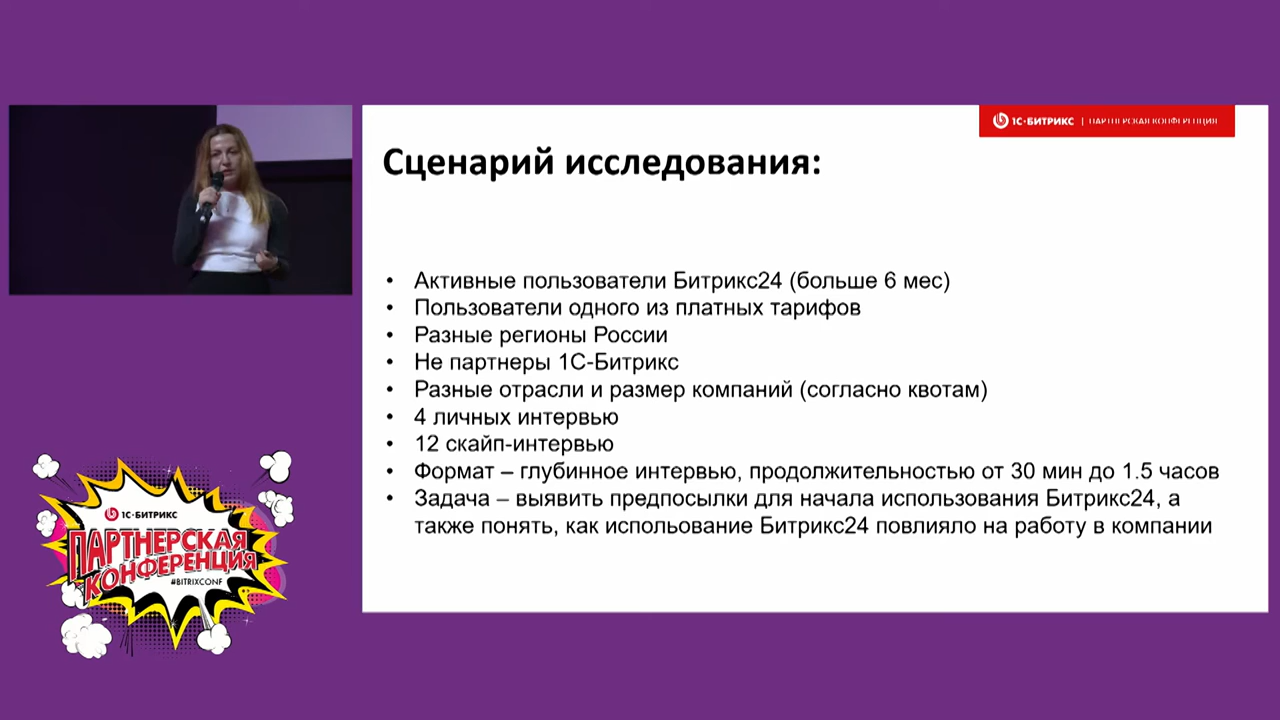 1С-БИТРИКС | ПАРТНЕРСКАЯ КОНФЕРЕНЦИЯ
Сценарий исследования:
• Активные пользователи Битрикс24 (больше 6 мес)
• Пользователи одного из платных тарифов
• Разные регионы России
• Не партнеры 1С-Битрикс
• Разные отрасли и размер компаний (согласно квотам)
• 4 личных интервью
• 12 скайп-интервью
• Формат – глубинное интервью, продолжительностью от 30 мин до 1.5 часов
• Задача – выявить предпосылки для начала использования Битрикс24, а
также понять, как испольование Битрикс24 повлияло на работу в компании
1С-БИТРИКС
ПАРТНЕРСКАЯ
КОНФЕРЕНЦИЯ
#BITRIXCONF